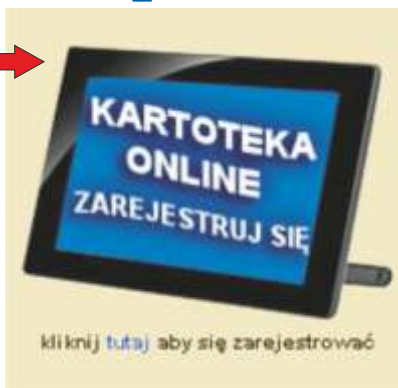 KARTOTEKA
ONLINE
ZAREJESTRUJ SIĘ
kliknij tutaj aby się zarejestrować